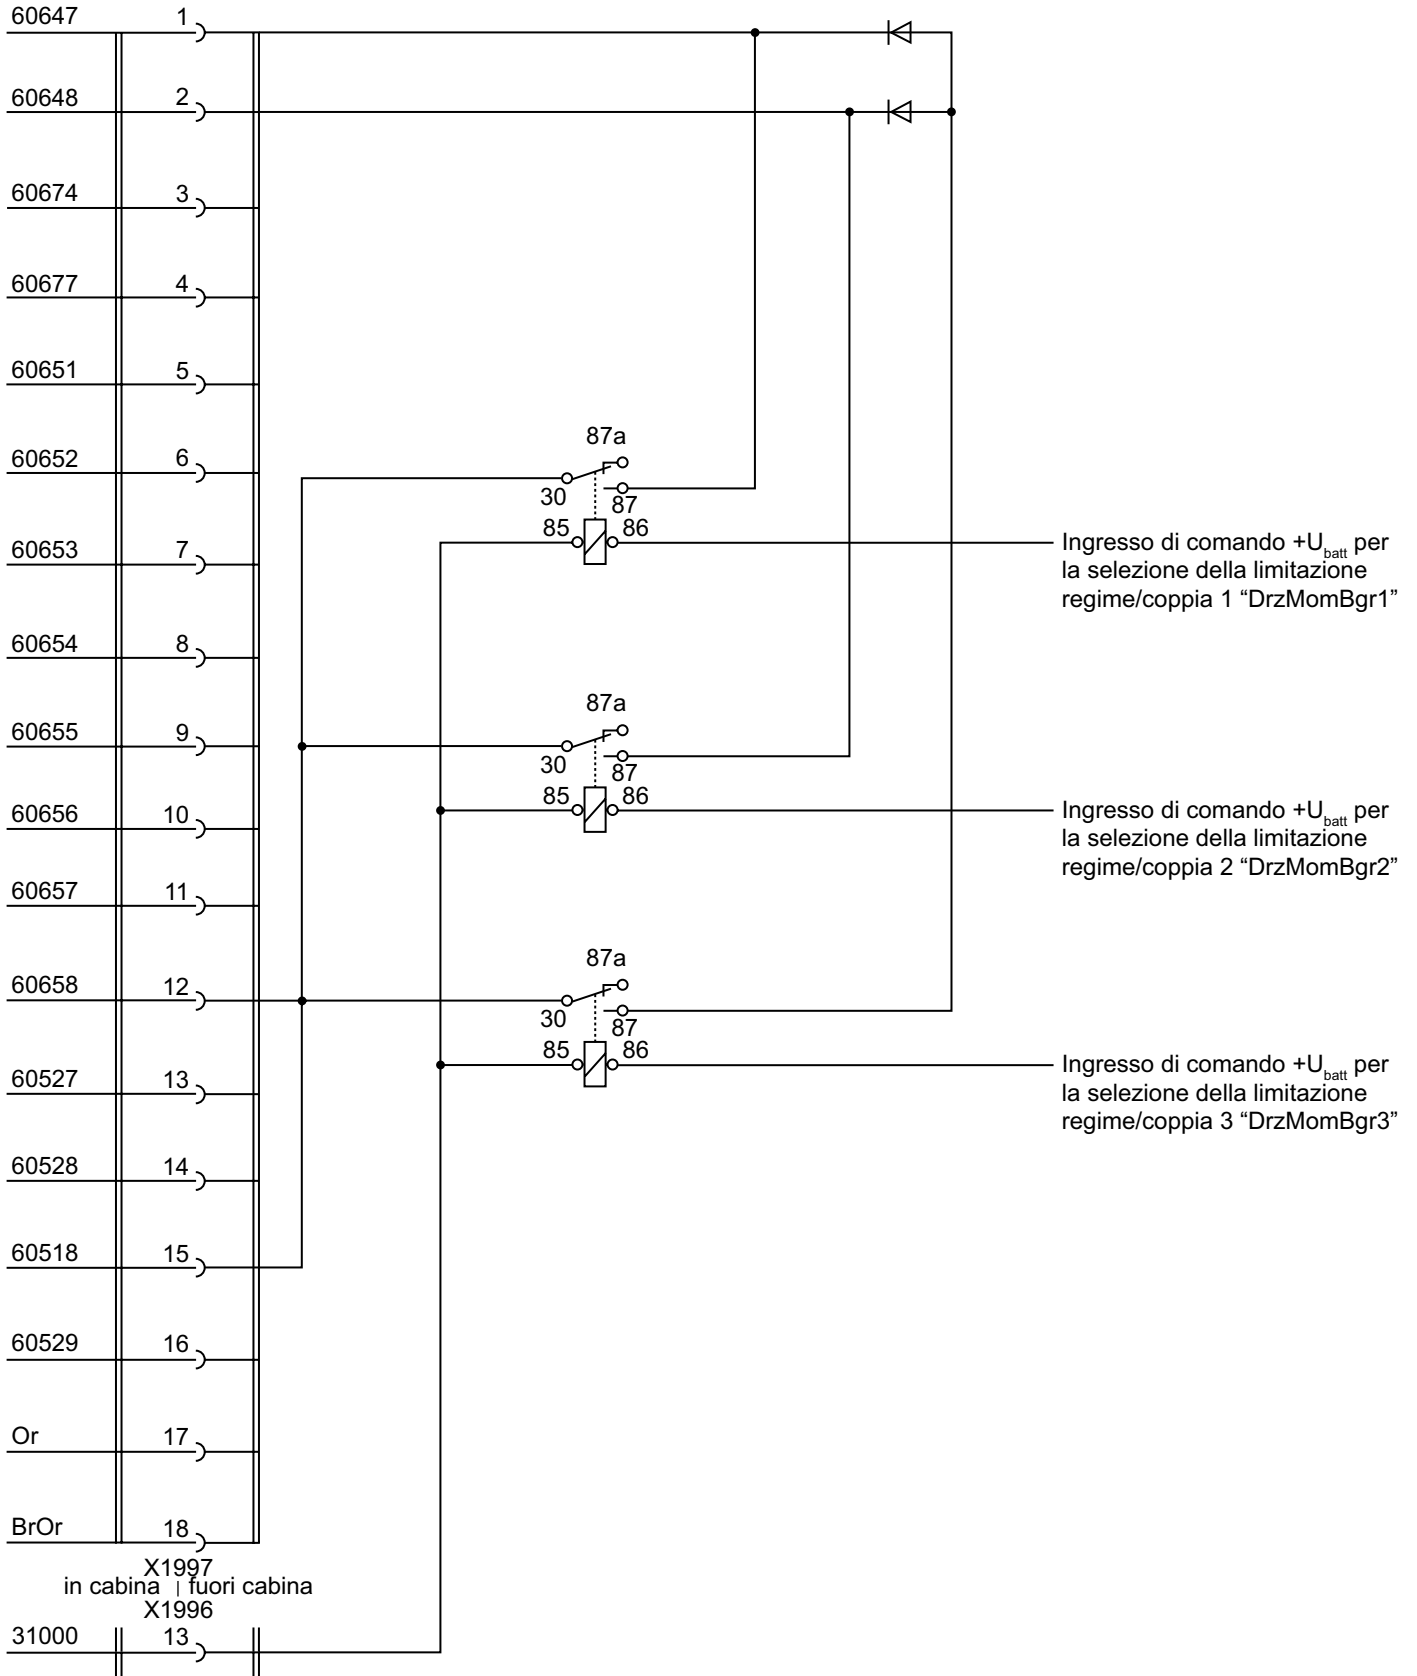 60647 1
60648 2
60674 3
60677 4
60651 5
60652 6
87a
30 87
85 86
60653 7
Ingresso di comando +Ubatt per
la selezione della limitazione
regime/coppia 1 “DrzMomBgr1”
60654 8
60655 9
87a
30 87
85 86
60656 10
Ingresso di comando +Ubatt per
la selezione della limitazione
regime/coppia 2 “DrzMomBgr2”
60657 11
60658 12
87a
30 87
85 86
Ingresso di comando +Ubatt per
la selezione della limitazione
regime/coppia 3 “DrzMomBgr3”
60527 13
60528 14
60518 15
60529 16
Or 17
BrOr 18
X1997
in cabina | fuori cabina
X1996
31000 13